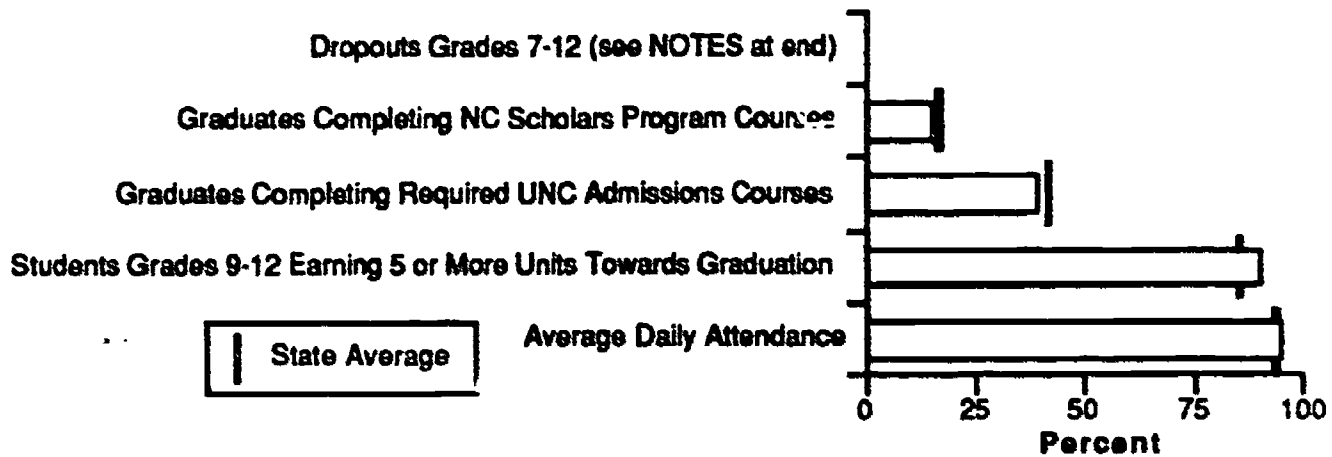 Dropouts Grades 7-12 (see NOTES at end)
Graduates Completing NC Scholars Program Courses
Graduates Completing Required UNC Admissions Courses
Students Grades 9-12 Earning 5 or More Units Towards Graduation
Average Daily Attendance
State Average
0 25 50 75 100
Percent